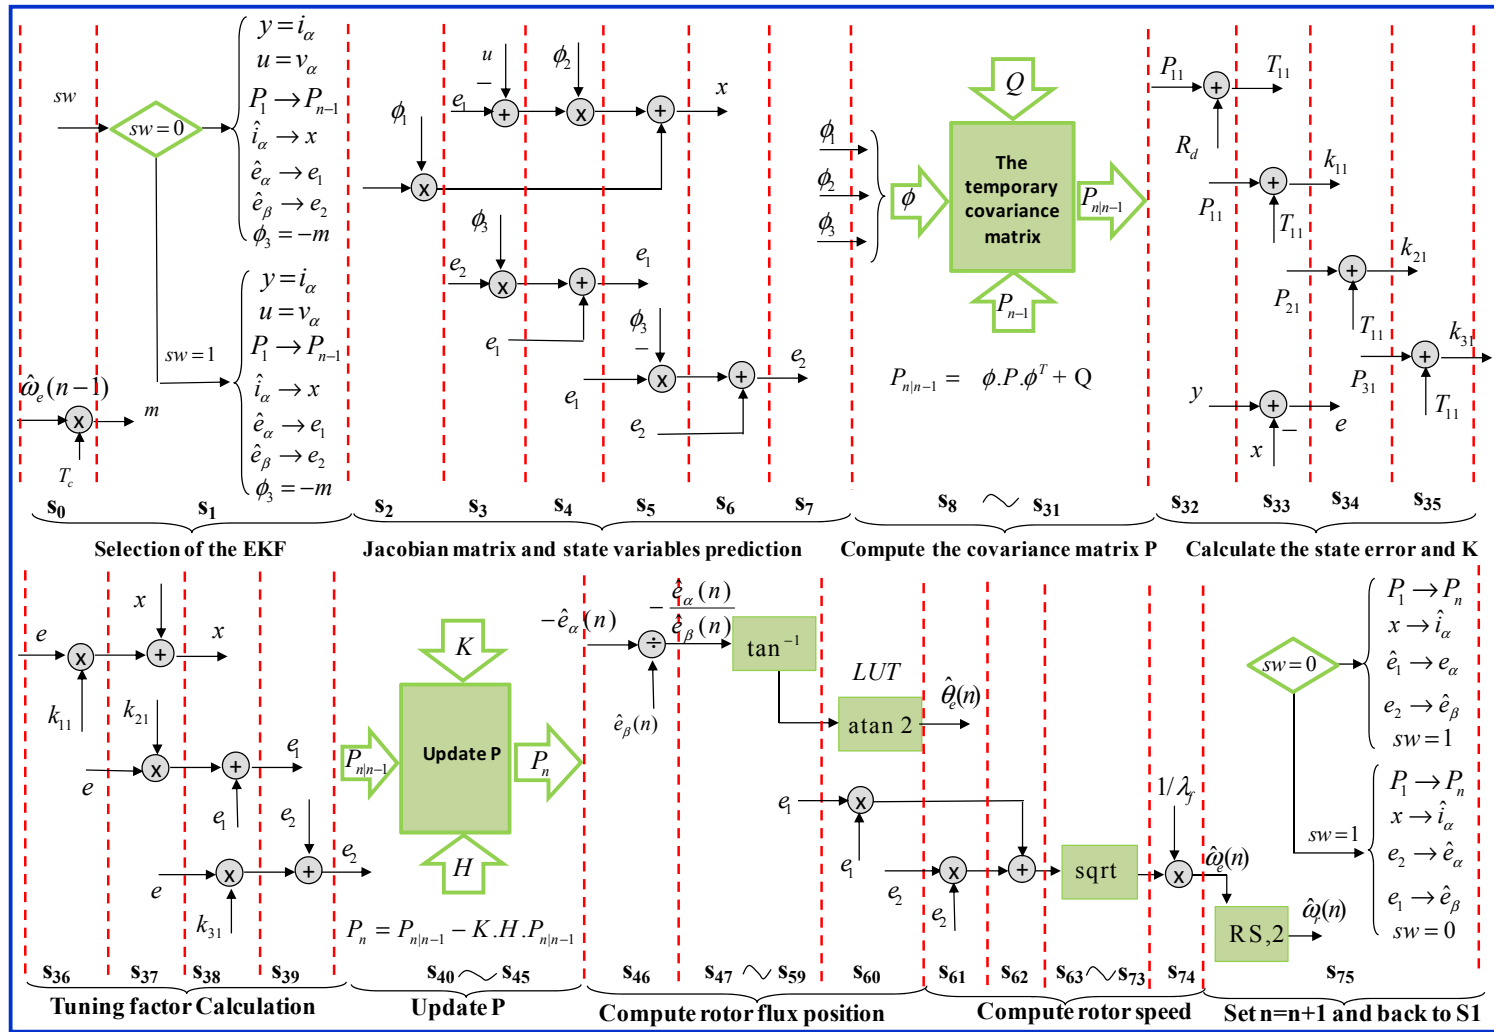 sw
sw = 0
y = i_α
u = v_α
P_1 → P_{n-1}
î_α → x
ê_α → e_1
ê_β → e_2
ϕ_3 = −m
sw = 1
y = i_α
u = v_α
P_1 → P_{n-1}
î_α → x
ê_α → e_1
ê_β → e_2
ϕ_3 = −m
ω̂_e(n−1)
x
m
T_c
ϕ_1
x
e_1
u
−
+
ϕ_2
x
+
x
ϕ_3
e_2
x
+
e_1
e_1
ϕ_3
−
e_1
x
+
e_2
e_2
ϕ_1
ϕ_2
ϕ_3
ϕ
Q
The
temporary
covariance
matrix
P_{n|n-1}
P_{n-1}
P_{n|n-1} = ϕ.P.ϕ^T + Q
P_11
+
T_11
R_d
P_11
+
k_11
T_11
P_21
+
k_21
T_11
P_31
+
k_31
T_11
y
+
−
e
x
S_0
S_1
S_2
S_3
S_4
S_5
S_6
S_7
S_8 ~ S_31
S_32
S_33
S_34
S_35
Selection of the EKF
Jacobian matrix and state variables prediction
Compute the covariance matrix P
Calculate the state error and K
e
x
k_11
x
+
x
k_21
e
x
+
e_1
e_1
e
x
k_31
e_2
+
e_2
K
P_{n|n-1}
Update P
P_n
H
P_n = P_{n|n-1} − K.H.P_{n|n-1}
−ê_α(n)
÷
ê_β(n)
− ê_α(n)
ê_β(n)
tan^{−1}
LUT
atan 2
θ̂_e(n)
e_1
x
e_1
e_2
x
e_2
+
sqrt
1/λ̂_f
x
ω̂_e(n)
RS,2
ω̂_r(n)
sw = 0
P_1 → P_n
x → î_α
ê_1 → e_α
e_2 → ê_β
sw = 1
sw = 1
P_1 → P_n
x → î_α
e_2 → ê_α
e_1 → ê_β
sw = 0
S_36
S_37
S_38
S_39
S_40 ~ S_45
S_46
S_47 ~ S_59
S_60
S_61
S_62
S_63 ~ S_73
S_74
S_75
Tuning factor Calculation
Update P
Compute rotor flux position
Compute rotor speed
Set n=n+1 and back to S1